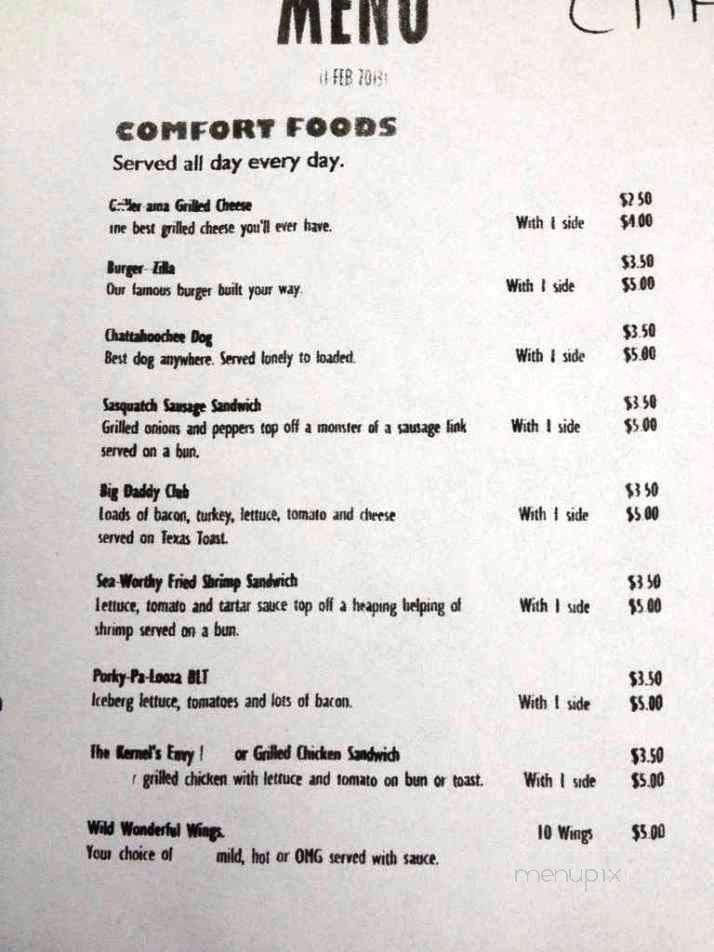 MENU
FEB 2013
COMFORT FOODS
Served all day every day.
Grilled Cheese $2.50
the best grilled cheese you'll ever have. With 1 side $4.00
Burger-Zilla $3.50
Our famous burger built your way. With 1 side $5.00
Chattahoochee Dog $3.50
Best dog anywhere. Served lonely to loaded. With 1 side $5.00
Sasquatch Sausage Sandwich $3.50
Grilled onions and peppers top off a monster of a sausage link With 1 side $5.00
served on a bun.
Big Daddy Club $3.50
Loads of bacon, turkey, lettuce, tomato and cheese With 1 side $5.00
served on Texas Toast.
Sea-Worthy Fried Shrimp Sandwich $3.50
Lettuce, tomato and tartar sauce top off a heaping helping of With 1 side $5.00
shrimp served on a bun.
Porky-Pa-Looza BLT $3.50
Iceberg lettuce, tomatoes and lots of bacon. With 1 side $5.00
The Kernel's Envy or Grilled Chicken Sandwich $3.50
grilled chicken with lettuce and tomato on bun or toast. With 1 side $5.00
Wild Wonderful Wings. 10 Wings $5.00
Your choice of mild, hot or OMG served with sauce.
menupix